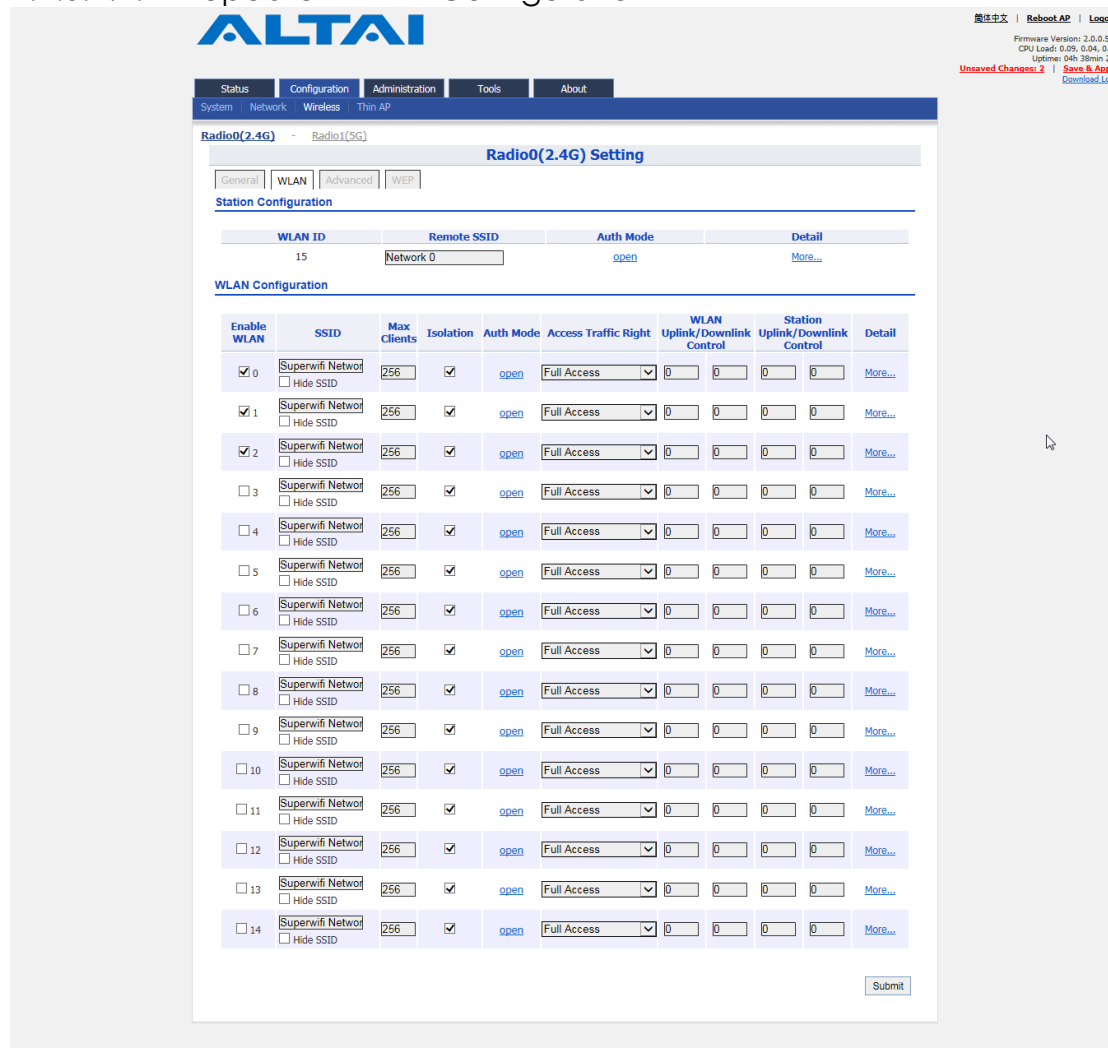 ALTAI
简体中文 | Reboot AP |
Firmware Version: 2.0.0.5
CPU Load: 0.09, 0.04,
Uptime: 04h 38min
Unsaved Changes: 2 | Save &
Download
Status Configuration Administration Tools About
System Network Wireless Thin AP
Radio0(2.4G) - Radio1(5G)
Radio0(2.4G) Setting
General WLAN Advanced WEP
Station Configuration
WLAN ID Remote SSID Auth Mode Detail
15 Network 0 open More...
WLAN Configuration
Enable WLAN SSID Max Clients Isolation Auth Mode Access Traffic Right WLAN Uplink/Downlink Control Station Uplink/Downlink Control Detail
0 Superwifi Networ 256 open Full Access 0 0 0 0 More...
Hide SSID
1 Superwifi Networ 256 open Full Access 0 0 0 0 More...
Hide SSID
2 Superwifi Networ 256 open Full Access 0 0 0 0 More...
Hide SSID
3 Superwifi Networ 256 open Full Access 0 0 0 0 More...
Hide SSID
4 Superwifi Networ 256 open Full Access 0 0 0 0 More...
Hide SSID
5 Superwifi Networ 256 open Full Access 0 0 0 0 More...
Hide SSID
6 Superwifi Networ 256 open Full Access 0 0 0 0 More...
Hide SSID
7 Superwifi Networ 256 open Full Access 0 0 0 0 More...
Hide SSID
8 Superwifi Networ 256 open Full Access 0 0 0 0 More...
Hide SSID
9 Superwifi Networ 256 open Full Access 0 0 0 0 More...
Hide SSID
10 Superwifi Networ 256 open Full Access 0 0 0 0 More...
Hide SSID
11 Superwifi Networ 256 open Full Access 0 0 0 0 More...
Hide SSID
12 Superwifi Networ 256 open Full Access 0 0 0 0 More...
Hide SSID
13 Superwifi Networ 256 open Full Access 0 0 0 0 More...
Hide SSID
14 Superwifi Networ 256 open Full Access 0 0 0 0 More...
Hide SSID
Submit